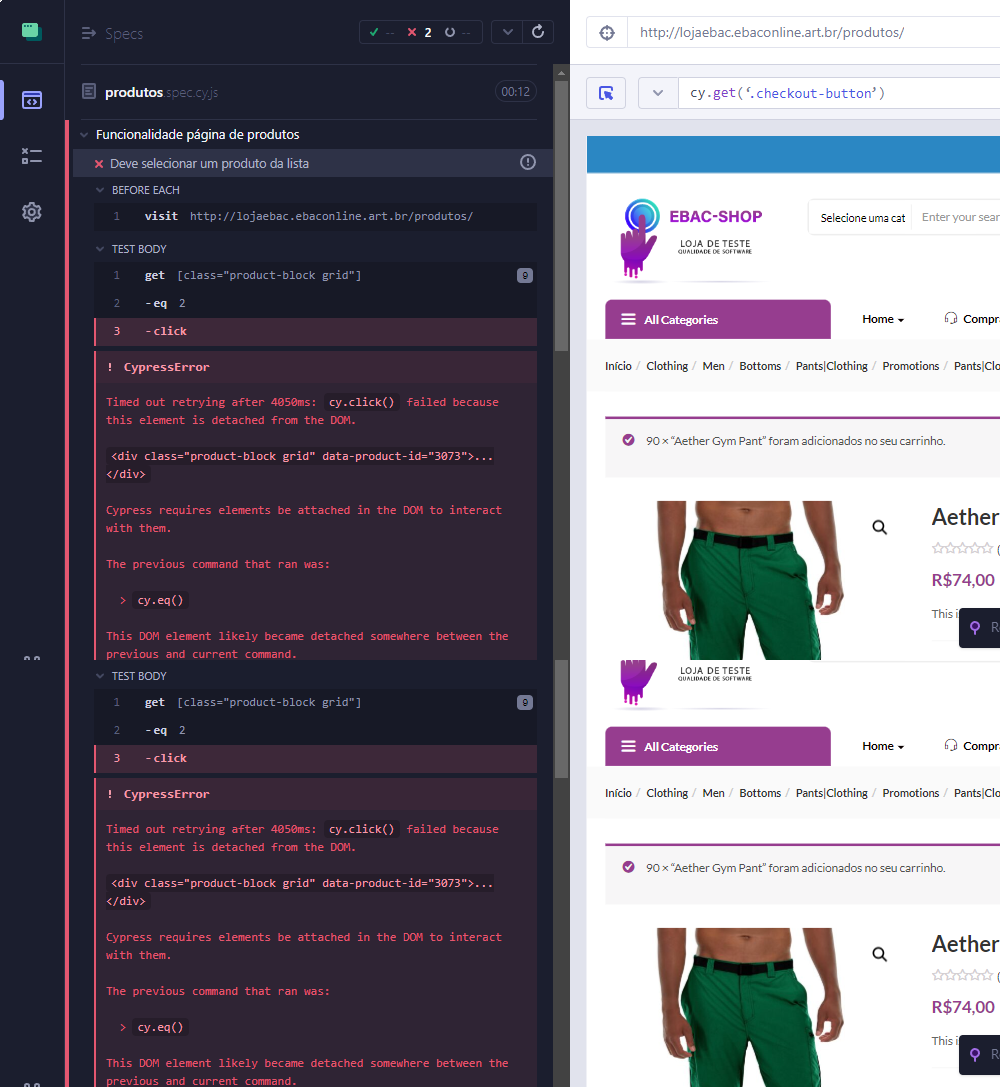 Specs
✔ -- ✖ 2 --
produtos.spec.cy.js
00:12
Funcionalidade página de produtos
Deve selecionar um produto da lista
BEFORE EACH
1 visit http://lojaebac.ebaconline.art.br/produtos/
TEST BODY
1 get [class="product-block grid"] 9
2 -eq 2
3 -click
! CypressError
Timed out retrying after 4050ms: cy.click() failed because
this element is detached from the DOM.
<div class="product-block grid" data-product-id="3073">...
</div>
Cypress requires elements be attached in the DOM to interact
with them.
The previous command that ran was:
> cy.eq()
This DOM element likely became detached somewhere between the
previous and current command.
TEST BODY
1 get [class="product-block grid"] 9
2 -eq 2
3 -click
! CypressError
Timed out retrying after 4050ms: cy.click() failed because
this element is detached from the DOM.
<div class="product-block grid" data-product-id="3073">...
</div>
Cypress requires elements be attached in the DOM to interact
with them.
The previous command that ran was:
> cy.eq()
This DOM element likely became detached somewhere between the
previous and current command.
http://lojaebac.ebaconline.art.br/produtos/
cy.get(‘.checkout-button’)
EBAC-SHOP
LOJA DE TESTE
QUALIDADE DE SOFTWARE
Selecione uma cat
Enter your sear
All Categories
Home
Compra
Início / Clothing / Men / Bottoms / Pants|Clothing / Promotions / Pants|Clo
90 × “Aether Gym Pant” foram adicionados no seu carrinho.
Aether
(
R$74,00
This i
R
LOJA DE TESTE
QUALIDADE DE SOFTWARE
All Categories
Home
Compra
Início / Clothing / Men / Bottoms / Pants|Clothing / Promotions / Pants|Clo
90 × “Aether Gym Pant” foram adicionados no seu carrinho.
Aether
(
R$74,00
This i
R